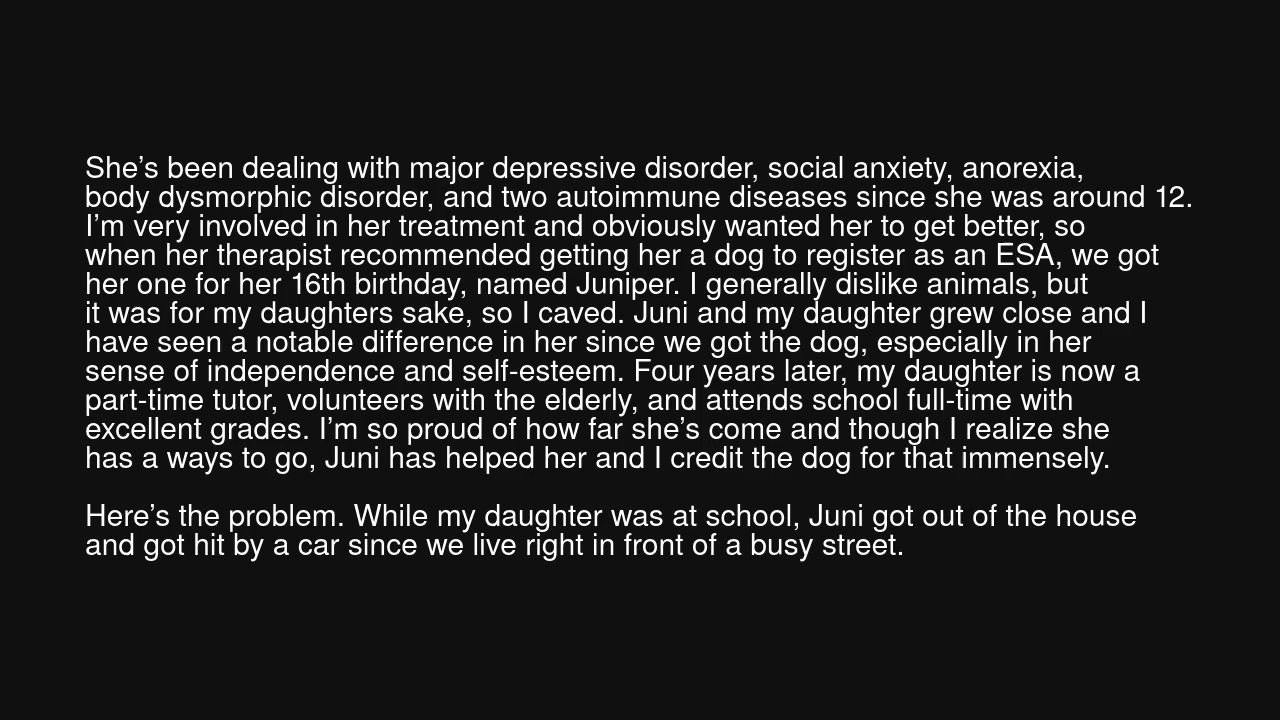 She’s been dealing with major depressive disorder, social anxiety, anorexia,
body dysmorphic disorder, and two autoimmune diseases since she was around 12.
I’m very involved in her treatment and obviously wanted her to get better, so
when her therapist recommended getting her a dog to register as an ESA, we got
her one for her 16th birthday, named Juniper. I generally dislike animals, but
it was for my daughters sake, so I caved. Juni and my daughter grew close and I
have seen a notable difference in her since we got the dog, especially in her
sense of independence and self-esteem. Four years later, my daughter is now a
part-time tutor, volunteers with the elderly, and attends school full-time with
excellent grades. I’m so proud of how far she’s come and though I realize she
has a ways to go, Juni has helped her and I credit the dog for that immensely.

Here’s the problem. While my daughter was at school, Juni got out of the house
and got hit by a car since we live right in front of a busy street.